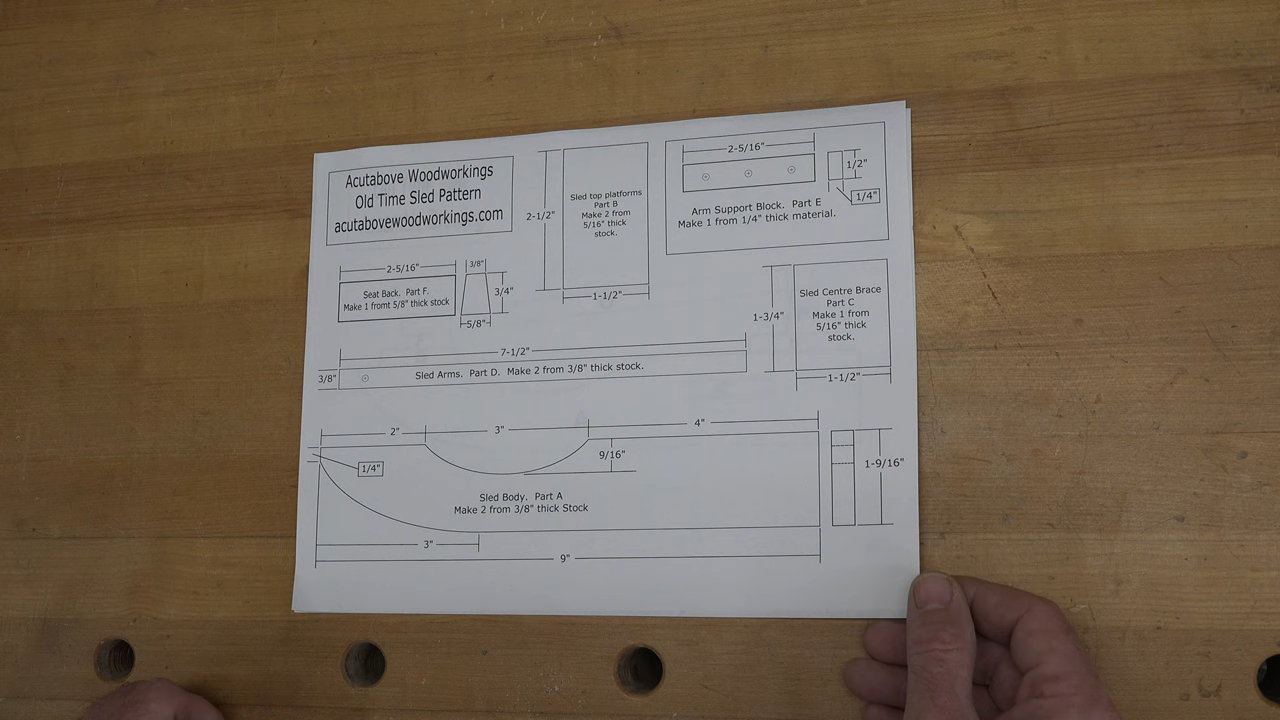 Acutabove Woodworkings
Old Time Sled Pattern
acutabovewoodworkings.com
2-1/2"
Sled top platforms
Part B
Make 2 from
5/16" thick
stock.
1-1/2"
2-5/16"
1/2"
1/4"
Arm Support Block. Part E
Make 1 from 1/4" thick material.
2-5/16"
Seat Back. Part F.
Make 1 fromt 5/8" thick stock
3/8"
3/4"
5/8"
1-3/4"
Sled Centre Brace
Part C
Make 1 from
5/16" thick
stock.
1-1/2"
7-1/2"
3/8"
Sled Arms. Part D. Make 2 from 3/8" thick stock.
2"
3"
4"
1/4"
9/16"
1-9/16"
Sled Body. Part A
Make 2 from 3/8" thick Stock
3"
9"